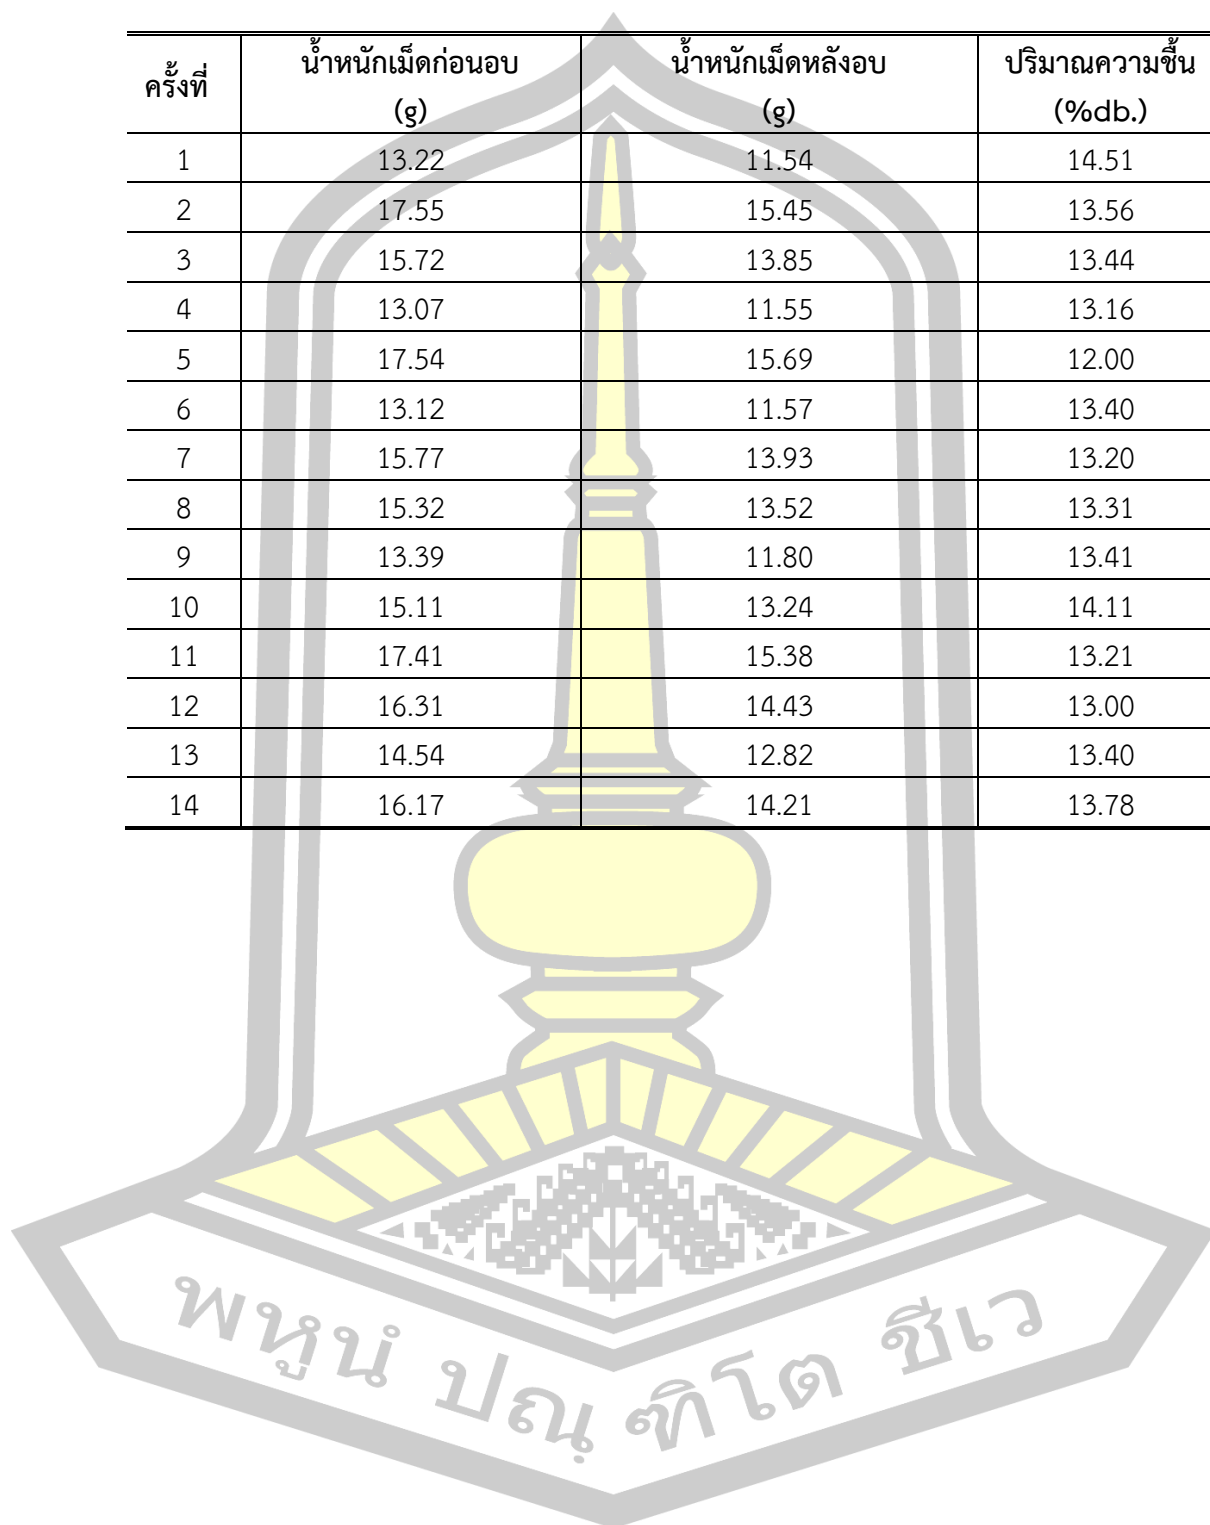 ครั้งที่ น้ำหนักเม็ดก่อนอบ (g) น้ำหนักเม็ดหลังอบ (g) ปริมาณความชื้น (%db.)
1 13.22 11.54 14.51
2 17.55 15.45 13.56
3 15.72 13.85 13.44
4 13.07 11.55 13.16
5 17.54 15.69 12.00
6 13.12 11.57 13.40
7 15.77 13.93 13.20
8 15.32 13.52 13.31
9 13.39 11.80 13.41
10 15.11 13.24 14.11
11 17.41 15.38 13.21
12 16.31 14.43 13.00
13 14.54 12.82 13.40
14 16.17 14.21 13.78
พหูนํ ปณฺฑิโต ชีเว